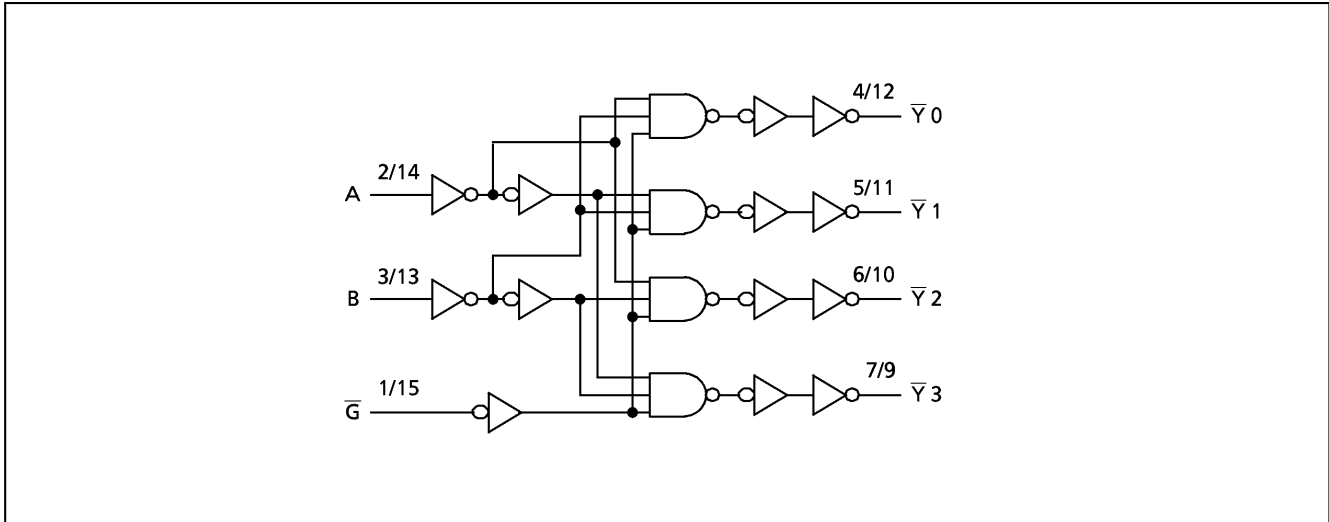 4/12
Y̅ 0
2/14
A
5/11
Y̅ 1
3/13
B
6/10
Y̅ 2
1/15
G̅
7/9
Y̅ 3